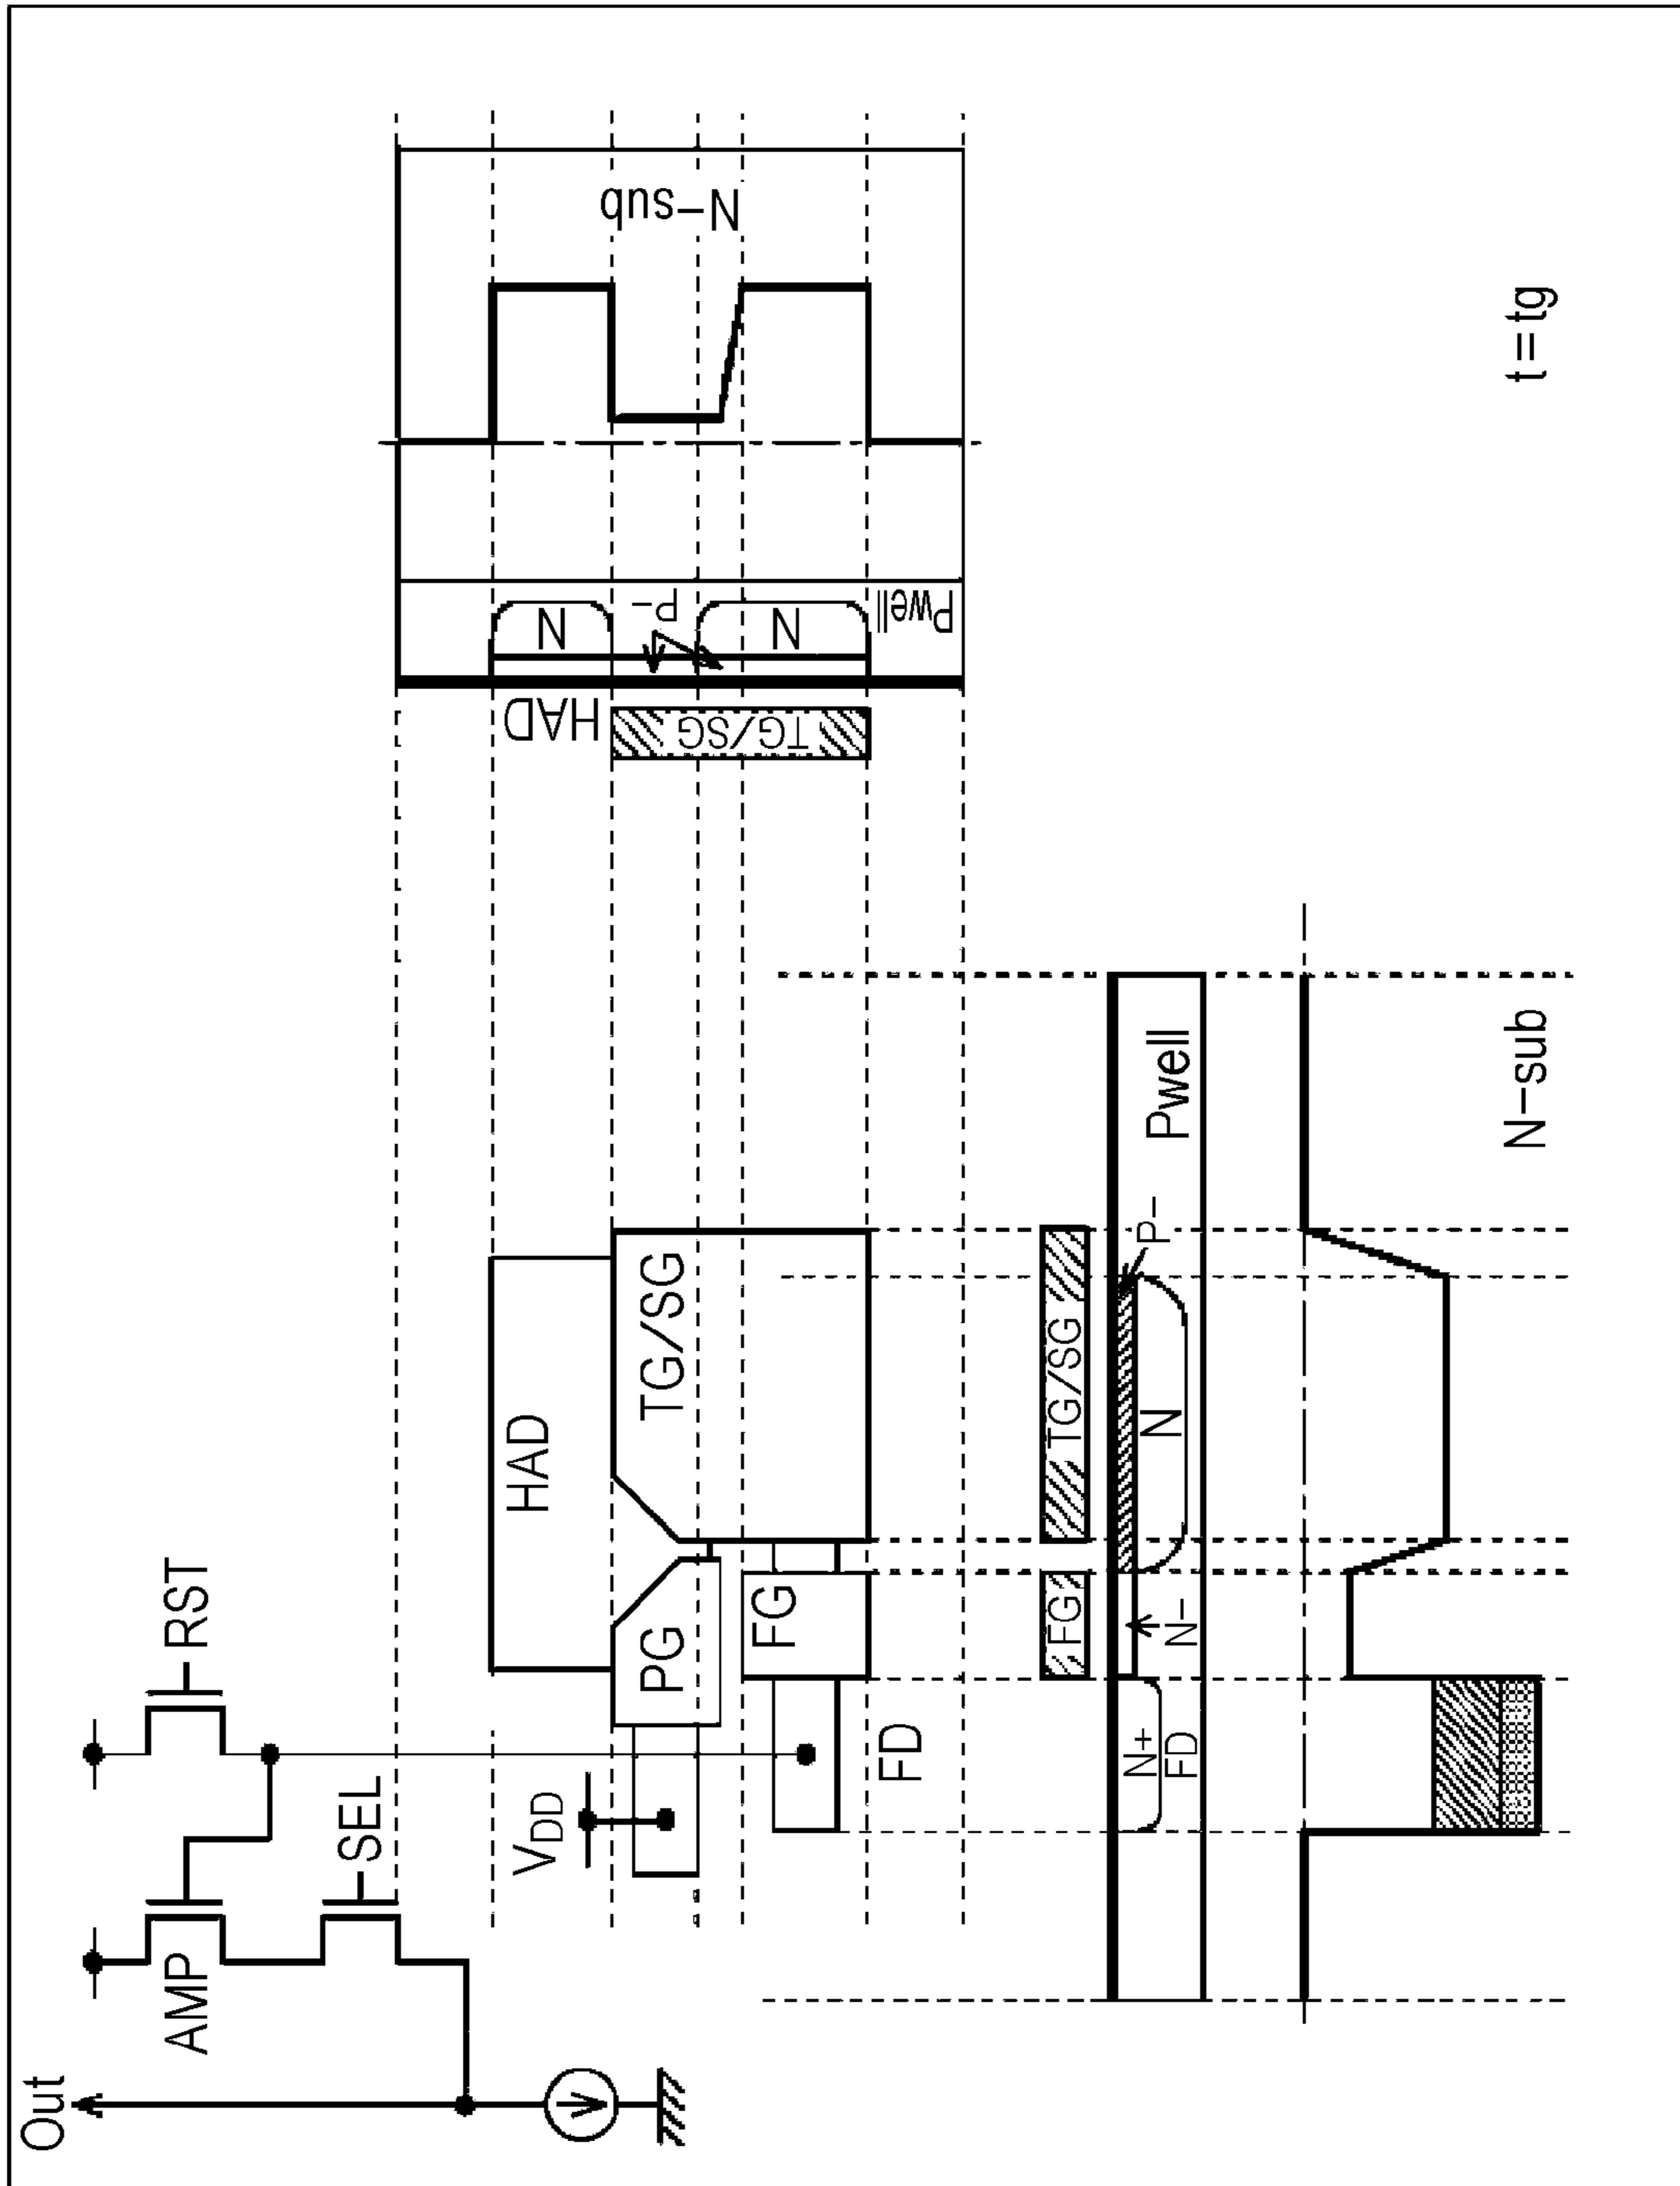 Out
AMP
RST
SEL
VDD
HAD
PG
TG/SG
FG
FD
HAD
TG/SG
N
P-
N
Pwell
N-sub
FG
TG/SG
N+
FD
N-
N
P-
Pwell
N-sub
t=tg